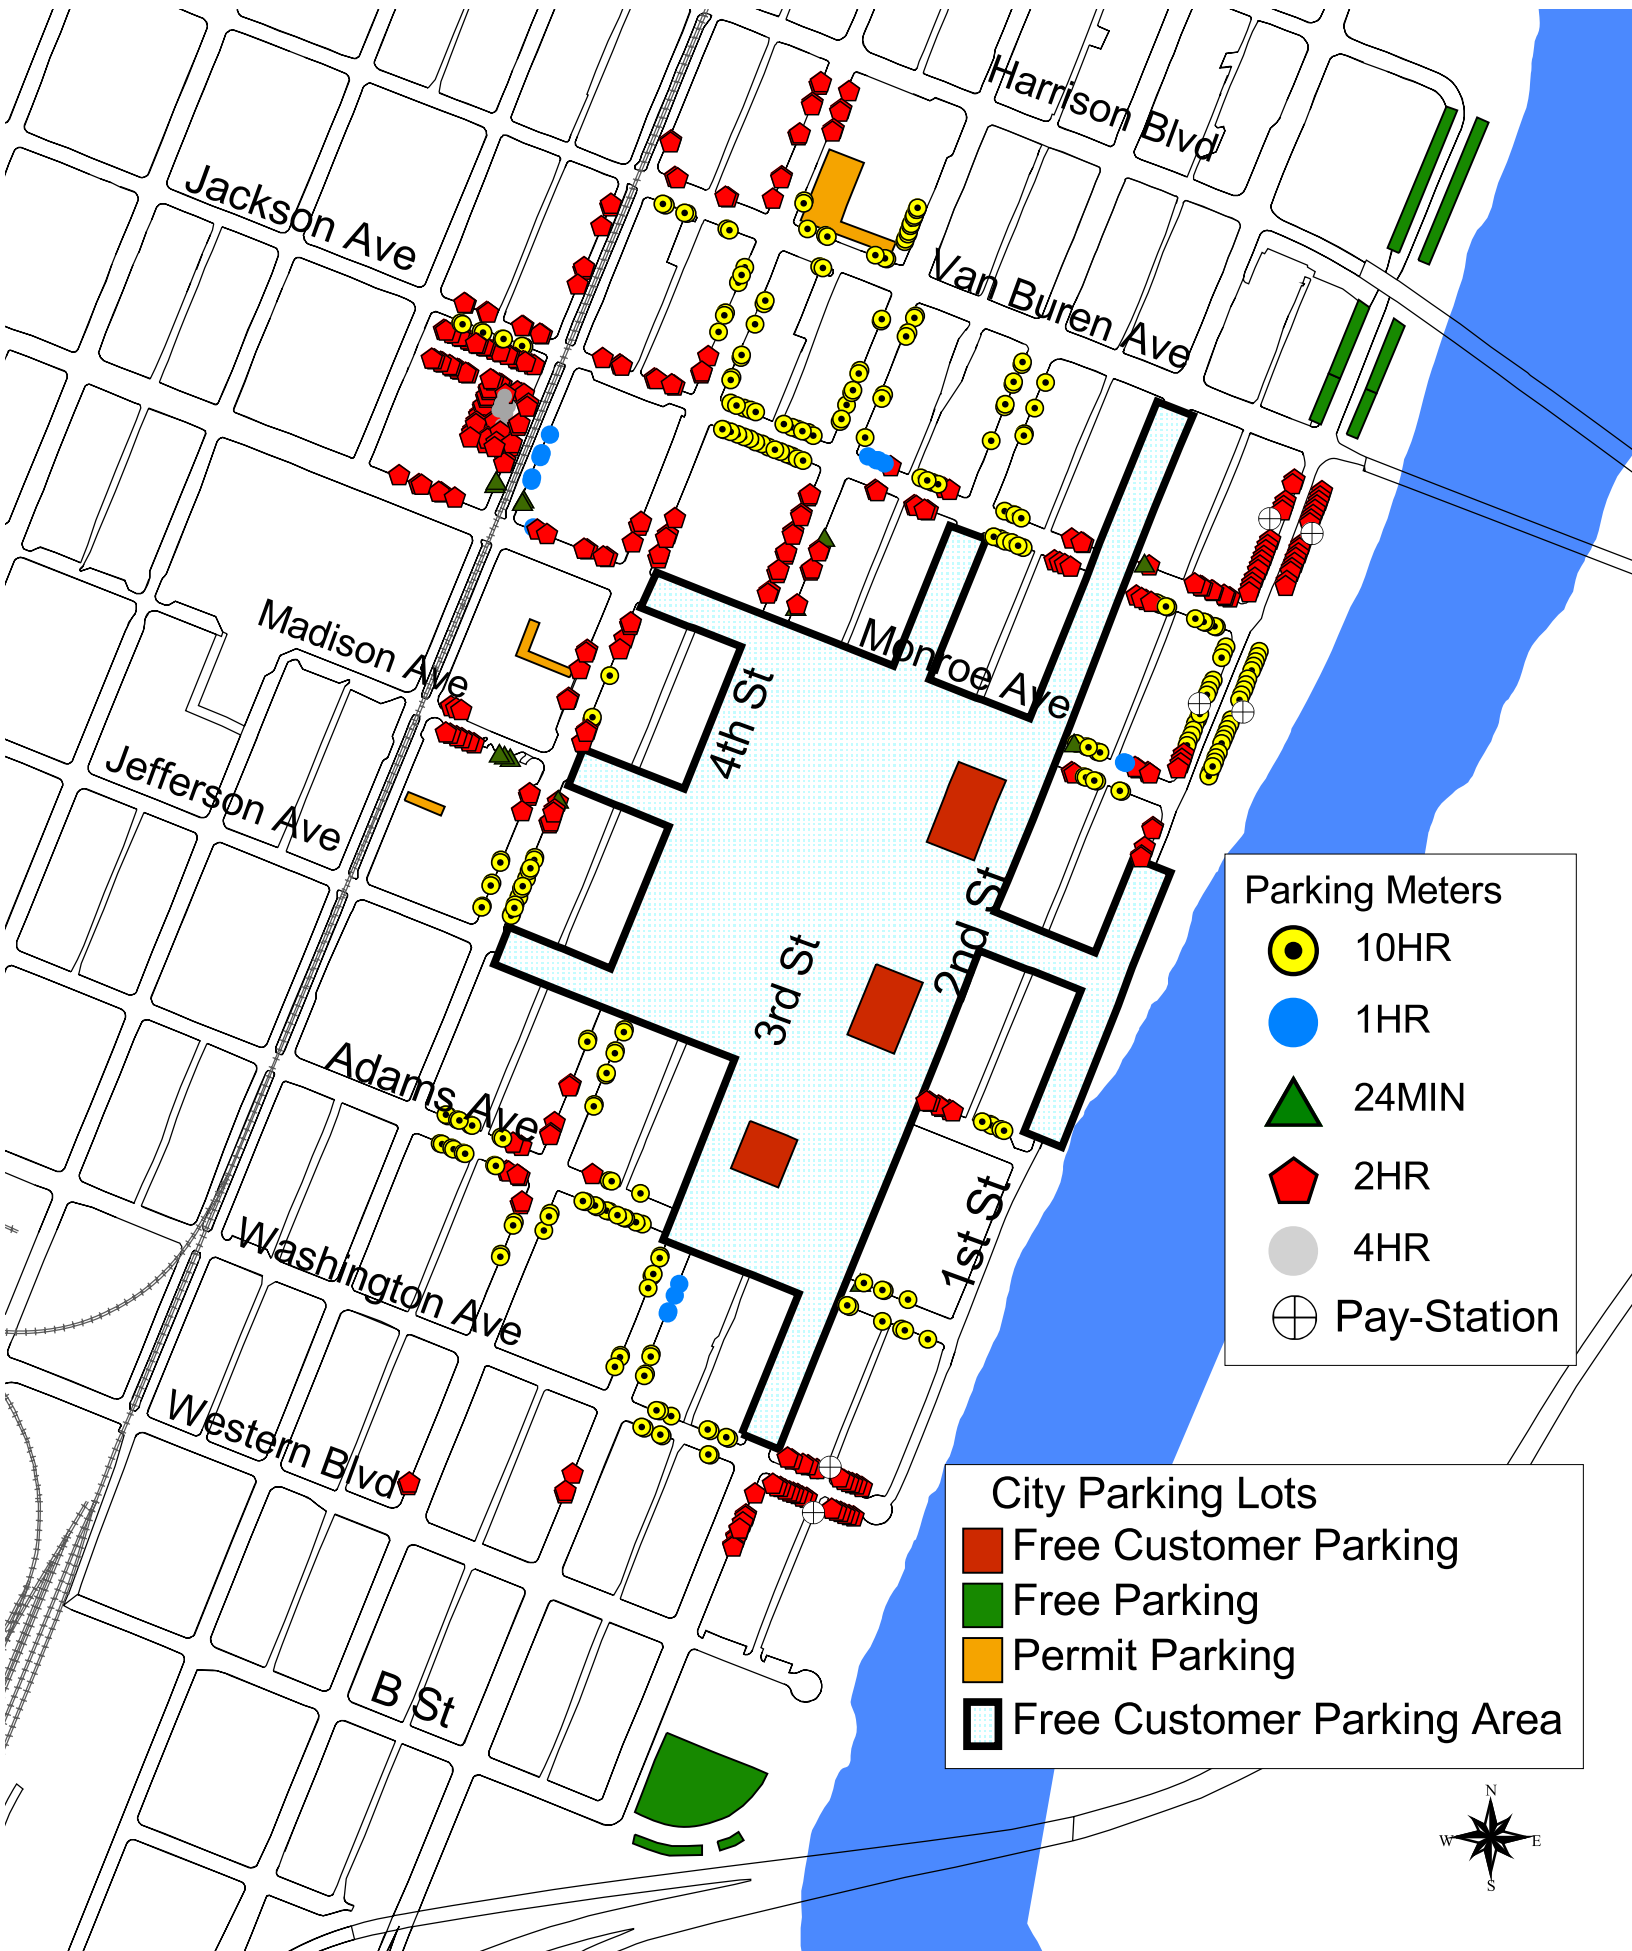 Harrison Blvd
Jackson Ave
Van Buren Ave
Madison Ave
Monroe Ave
4th St
Jefferson Ave
2nd St
3rd St
Adams Ave
1st St
Washington Ave
Western Blvd
B St
Parking Meters
10HR
1HR
24MIN
2HR
4HR
Pay-Station
City Parking Lots
Free Customer Parking
Free Parking
Permit Parking
Free Customer Parking Area
N
W E
S